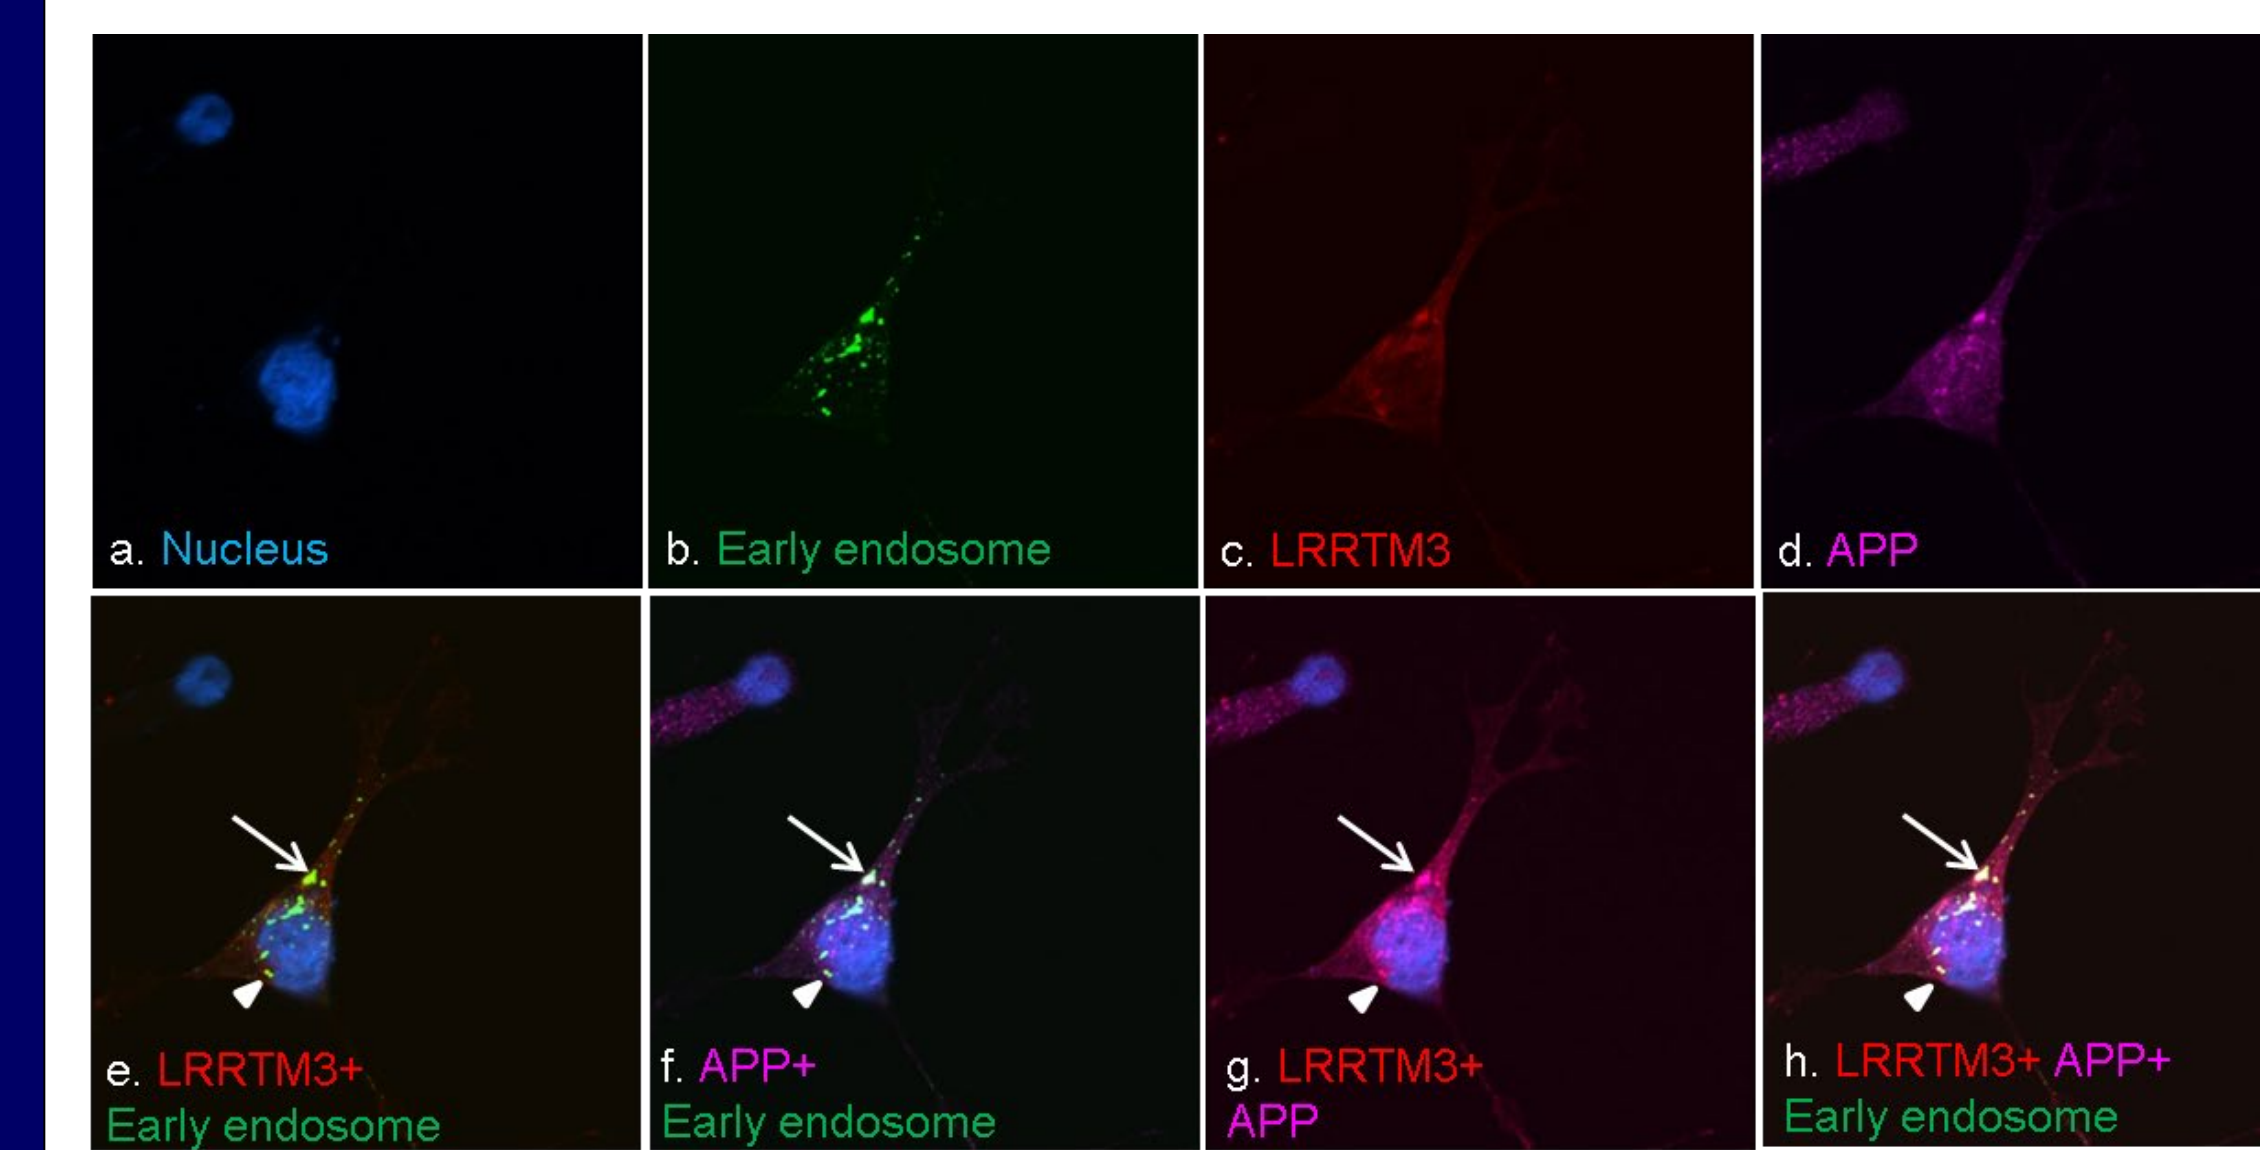 a. Nucleus
b. Early endosome
c. LRRTM3
d. APP
e. LRRTM3+
Early endosome
f. APP+
Early endosome
g. LRRTM3+
APP
h. LRRTM3+ APP+
Early endosome